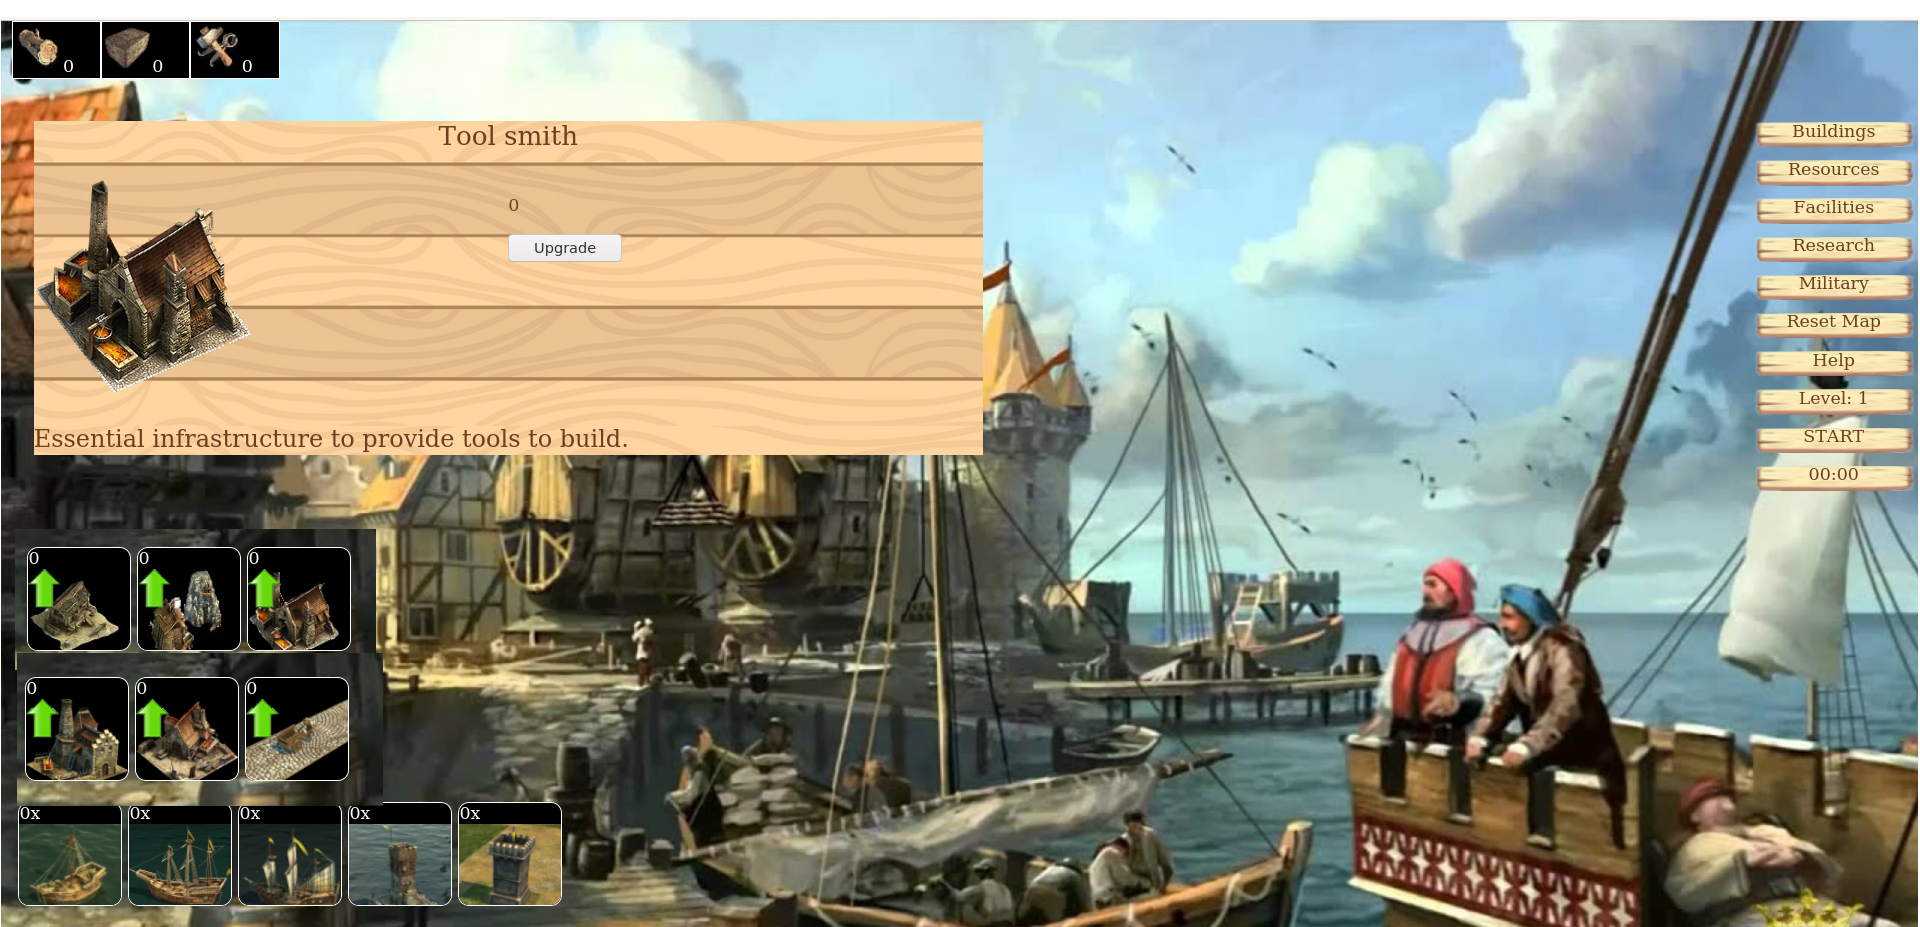 0 0 0
Tool smith
0
Upgrade
Essential infrastructure to provide tools to build.
Buildings
Resources
Facilities
Research
Military
Reset Map
Help
Level: 1
START
00:00
0 0 0
0 0 0
0x 0x 0x 0x 0x